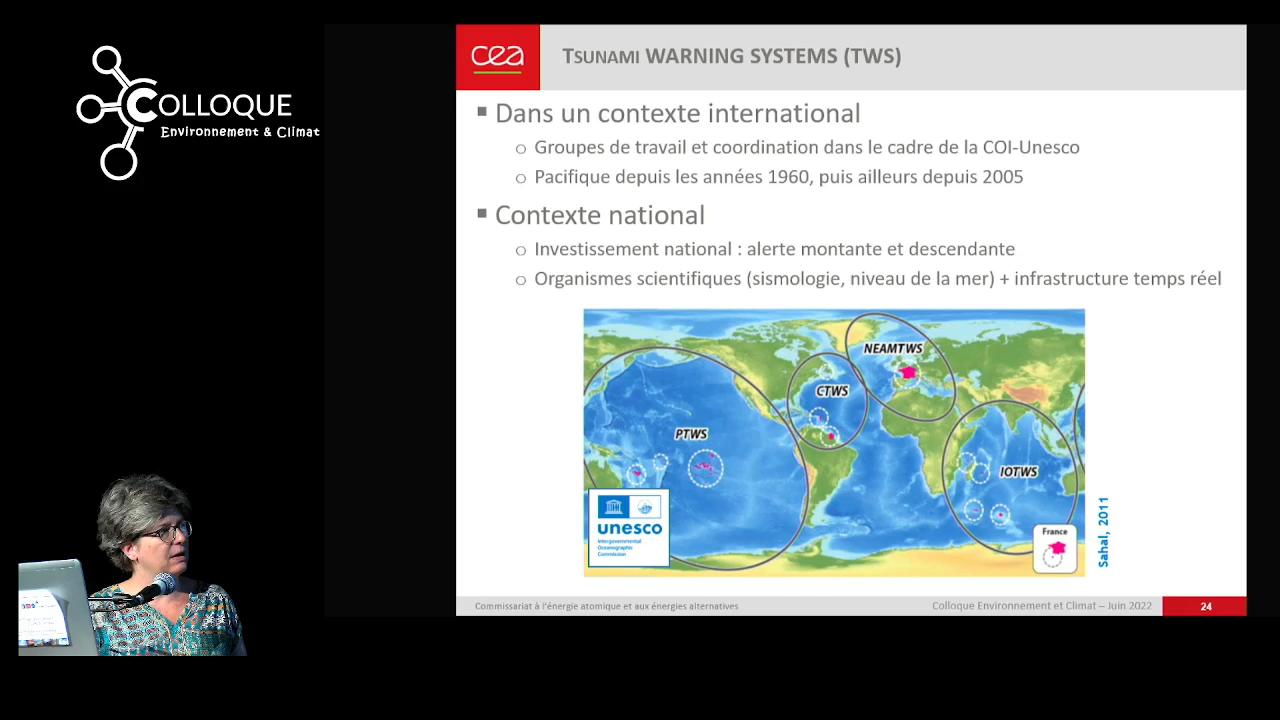 COLLOQUE
Environnement & Climat
cea
TSUNAMI WARNING SYSTEMS (TWS)
Dans un contexte international
Groupes de travail et coordination dans le cadre de la COI-Unesco
Pacifique depuis les années 1960, puis ailleurs depuis 2005
Contexte national
Investissement national : alerte montante et descendante
Organismes scientifiques (sismologie, niveau de la mer) + infrastructure temps réel
NEAMTWS
CTWS
PTWS
IOTWS
unesco
Intergovernmental
Oceanographic
Commission
France
Sahal, 2011
Commissariat à l'énergie atomique et aux énergies alternatives
Colloque Environnement et Climat – Juin 2022
24